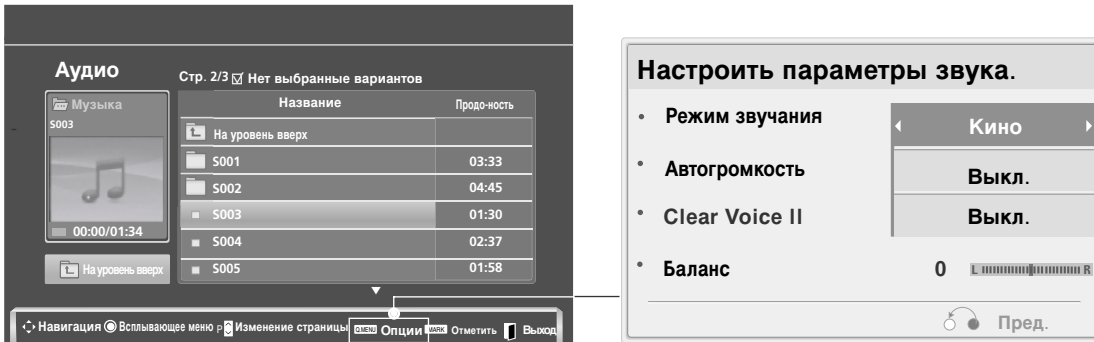 Аудио
Стр. 2/3 Нет выбранные вариантов
Музыка
S003
00:00/01:34
На уровень вверх
Название Продо-ность
На уровень вверх
S001 03:33
S002 04:45
S003 01:30
S004 02:37
S005 01:58
Навигация Всплывающее меню P Изменение страницы Q.MENU Опции MARK Отметить Выход
Настроить параметры звука.
• Режим звучания Кино
• Автогромкость Выкл.
• Clear Voice II Выкл.
• Баланс 0 L R
Пред.